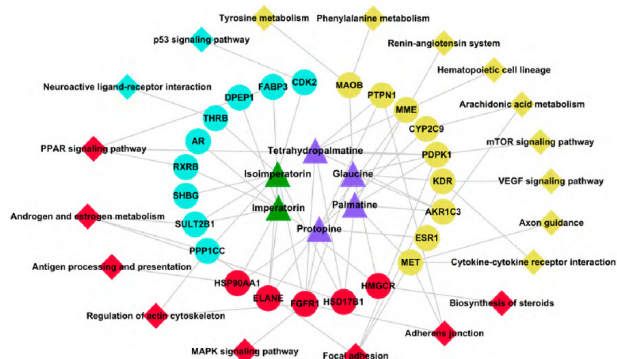 Tyrosine metabolism
Phenylalanine metabolism
p53 signaling pathway
Renin-angiotensin system
Hematopoietic cell lineage
Neuroactive ligand-receptor interaction
DPEP1
FABP3
CDK2
MAOB
PTPN1
MME
Arachidonic acid metabolism
THRB
CYP2C9
AR
PPAR signaling pathway
Tetrahydropalmatine
PDPK1
mTOR signaling pathway
RXRB
Isoimperatorin
Glaucine
KDR
VEGF signaling pathway
SHBG
Imperatorin
Palmatine
AKR1C3
Androgen and estrogen metabolism
SULT2B1
Protopine
ESR1
Axon guidance
PPP1CC
MET
Cytokine-cytokine receptor interaction
Antigen processing and presentation
HSP90AA1
ELANE
FGFR1
HSD17B1
HMGCR
Biosynthesis of steroids
Regulation of actin cytoskeleton
Adherens junction
MAPK signaling pathway
Focal adhesion